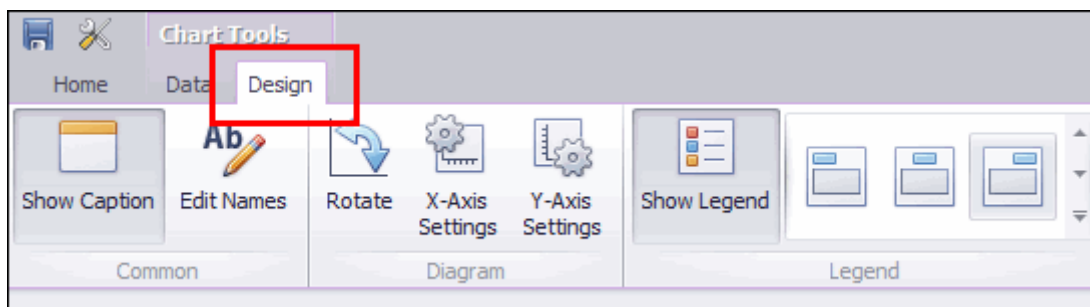 Chart Tools
Home Data Design
Ab
Show Caption Edit Names Rotate X-Axis Settings Y-Axis Settings Show Legend
Common Diagram Legend